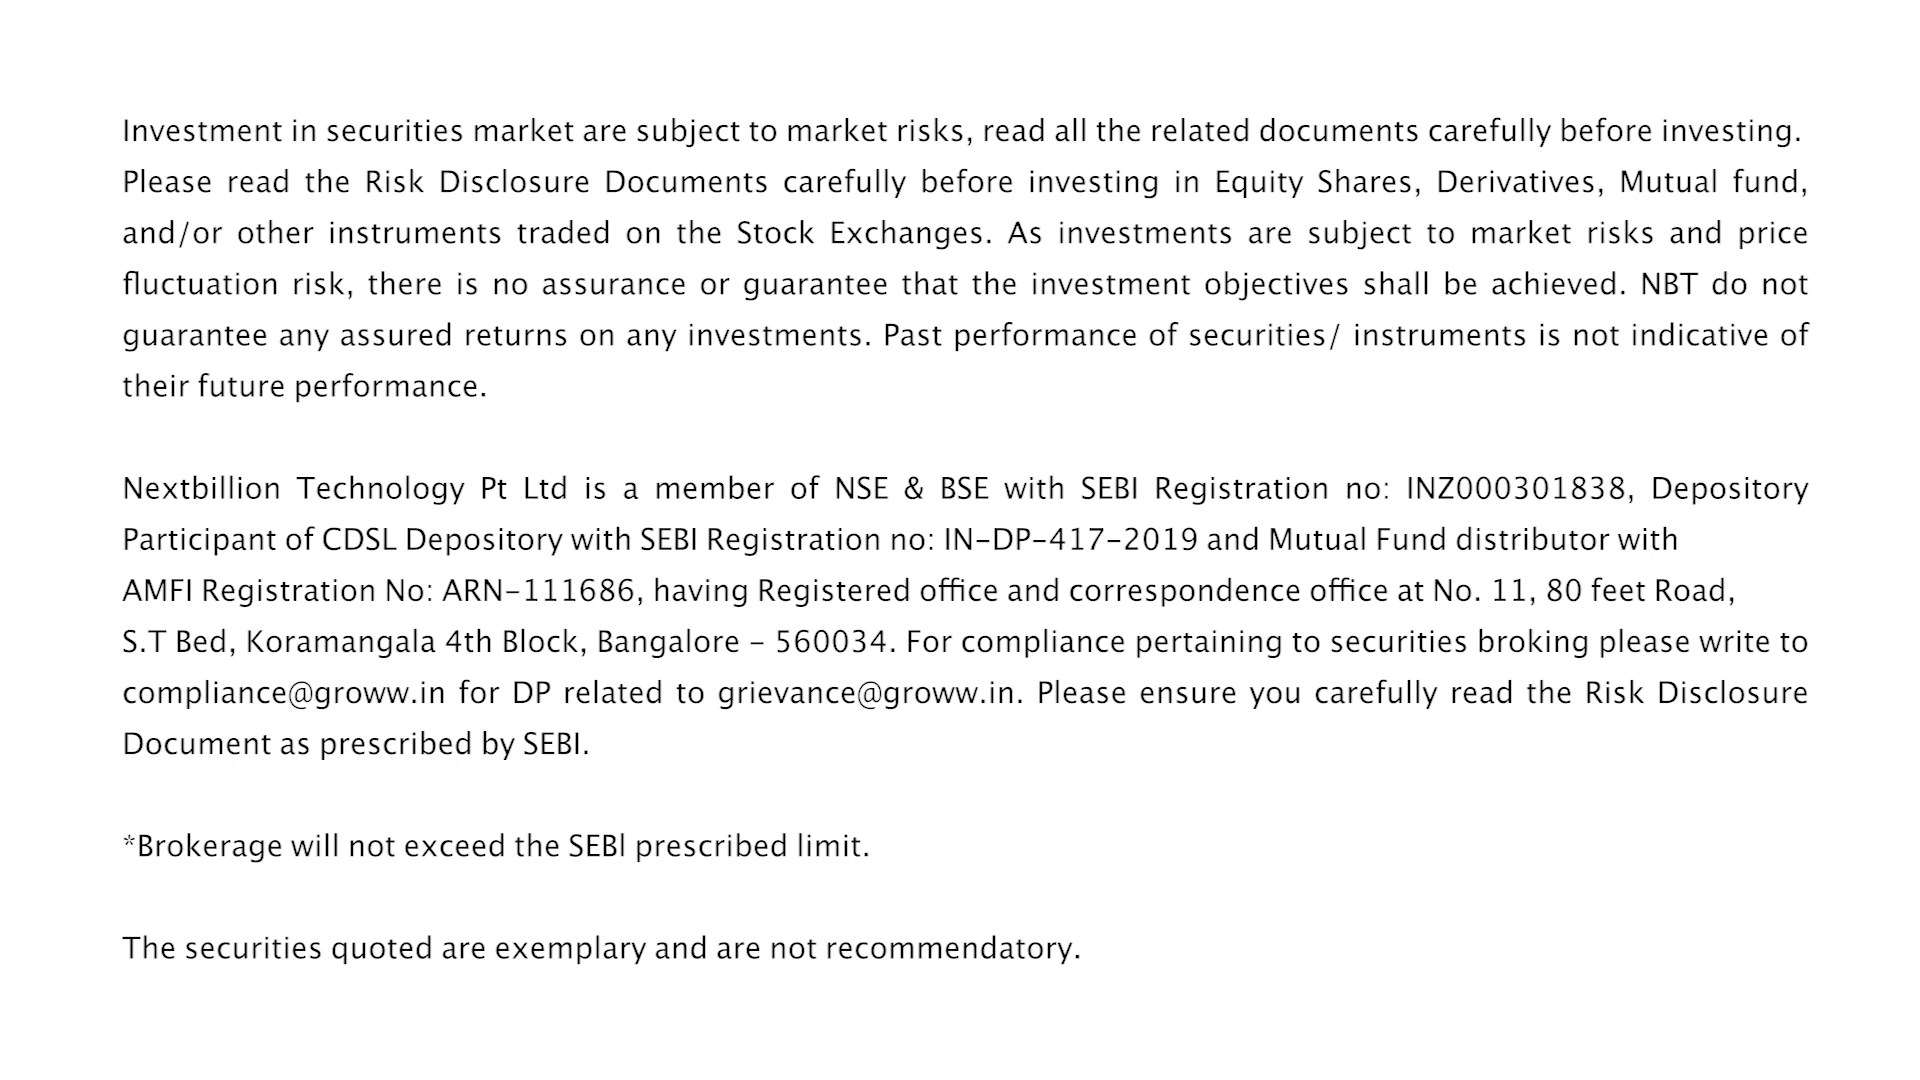 Investment in securities market are subject to market risks, read all the related documents carefully before investing.
Please read the Risk Disclosure Documents carefully before investing in Equity Shares, Derivatives, Mutual fund,
and/or other instruments traded on the Stock Exchanges. As investments are subject to market risks and price
fluctuation risk, there is no assurance or guarantee that the investment objectives shall be achieved. NBT do not
guarantee any assured returns on any investments. Past performance of securities/ instruments is not indicative of
their future performance.
Nextbillion Technology Pt Ltd is a member of NSE & BSE with SEBI Registration no: INZ000301838, Depository
Participant of CDSL Depository with SEBI Registration no: IN-DP-417-2019 and Mutual Fund distributor with
AMFI Registration No: ARN-111686, having Registered office and correspondence office at No. 11, 80 feet Road,
S.T Bed, Koramangala 4th Block, Bangalore - 560034. For compliance pertaining to securities broking please write to
compliance@groww.in for DP related to grievance@groww.in. Please ensure you carefully read the Risk Disclosure
Document as prescribed by SEBI.
*Brokerage will not exceed the SEBl prescribed limit.
The securities quoted are exemplary and are not recommendatory.